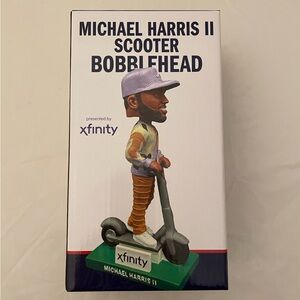 MICHAEL HARRIS II
SCOOTER
BOBBLEHEAD
presented by
xfinity
xfinity
MICHAEL HARRIS II